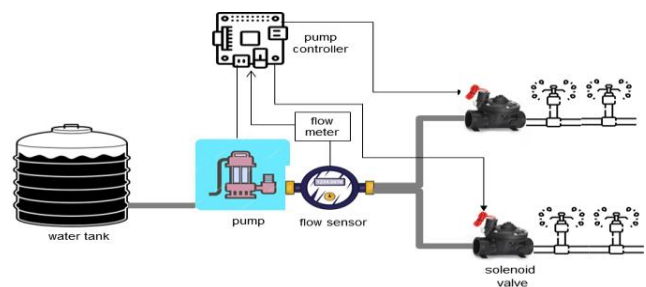 pump
controller
flow
meter
pump
flow sensor
water tank
solenoid
valve